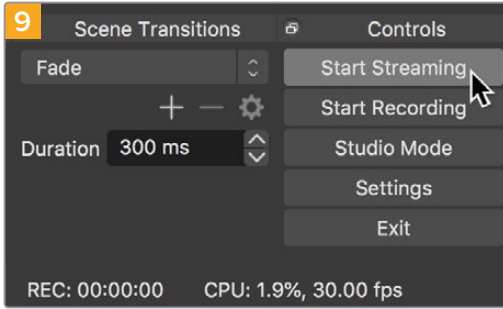 9
Scene Transitions
Controls
Fade
Start Streaming
Start Recording
Duration 300 ms
Studio Mode
Settings
Exit
REC: 00:00:00 CPU: 1.9%, 30.00 fps